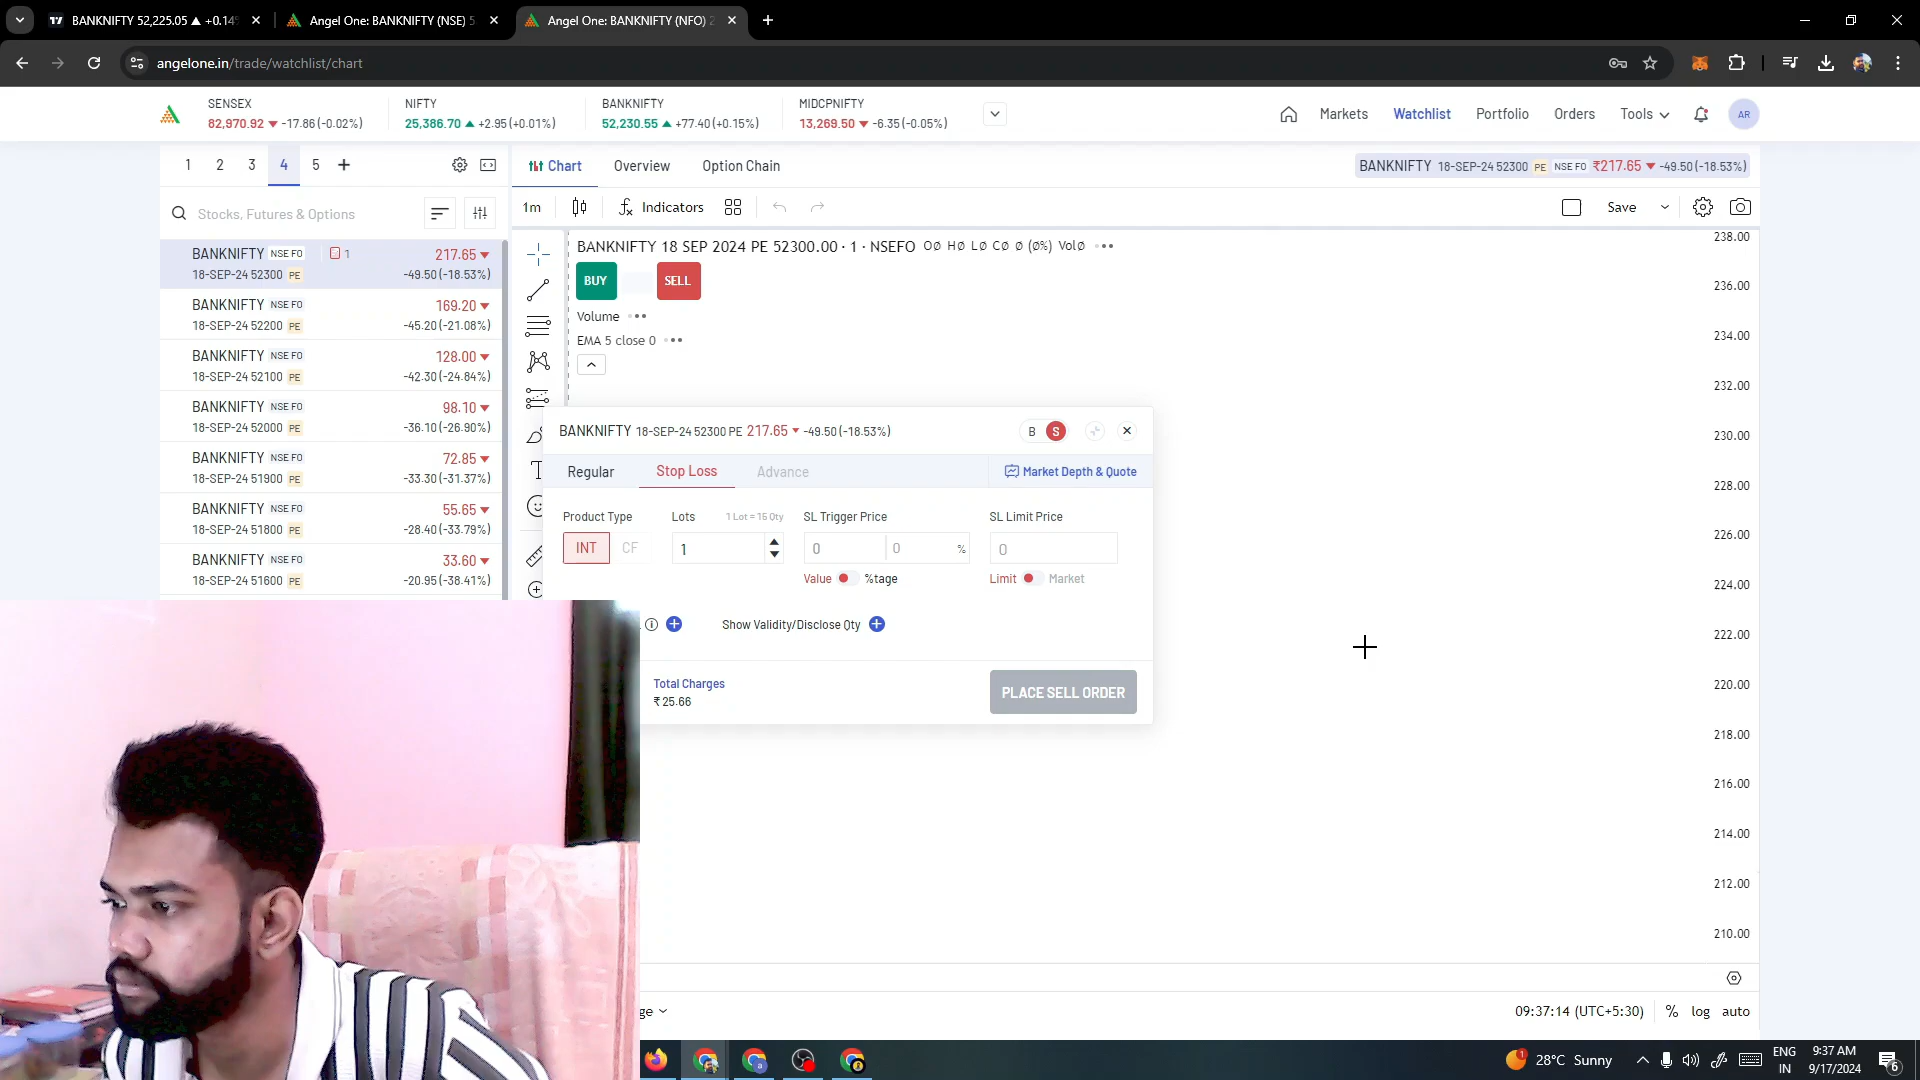 BANKNIFTY 52,225.05 ▲ +0.14%
Angel One: BANKNIFTY (NSE) 5
Angel One: BANKNIFTY (NFO) 2
angelone.in/trade/watchlist/chart
SENSEX
82,970.92 ▼ -17.86(-0.02%)
NIFTY
25,386.70 ▲ +2.95(+0.01%)
BANKNIFTY
52,230.55 ▲ +77.40(+0.15%)
MIDCPNIFTY
13,269.50 ▼ -6.35(-0.05%)
Markets
Watchlist
Portfolio
Orders
Tools
AR
1 2 3 4 5 +
Chart
Overview
Option Chain
BANKNIFTY 18-SEP-24 52300 PE NSE FO ₹217.65 ▼ -49.50(-18.53%)
Stocks, Futures & Options
1m
Indicators
Save
BANKNIFTY NSE FO 1 217.65 ▼
18-SEP-24 52300 PE -49.50(-18.53%)
BANKNIFTY NSE FO 169.20 ▼
18-SEP-24 52200 PE -45.20(-21.08%)
BANKNIFTY NSE FO 128.00 ▼
18-SEP-24 52100 PE -42.30(-24.84%)
BANKNIFTY NSE FO 98.10 ▼
18-SEP-24 52000 PE -36.10(-26.90%)
BANKNIFTY NSE FO 72.85 ▼
18-SEP-24 51900 PE -33.30(-31.37%)
BANKNIFTY NSE FO 55.65 ▼
18-SEP-24 51800 PE -28.40(-33.79%)
BANKNIFTY NSE FO 33.60 ▼
18-SEP-24 51600 PE -20.95(-38.41%)
BANKNIFTY 18 SEP 2024 PE 52300.00 · 1 · NSEFO O∅ H∅ L∅ C∅ ∅ (∅%) Vol∅
BUY
SELL
Volume
EMA 5 close 0
BANKNIFTY 18-SEP-24 52300 PE 217.65 ▼ -49.50(-18.53%)
B S
Regular
Stop Loss
Advance
Market Depth & Quote
Product Type
Lots
1 Lot = 15 Qty
SL Trigger Price
SL Limit Price
INT
CF
1
0
0
%
0
Value
%tage
Limit
Market
Show Validity/Disclose Qty
Total Charges
₹ 25.66
PLACE SELL ORDER
238.00
236.00
234.00
232.00
230.00
228.00
226.00
224.00
222.00
220.00
218.00
216.00
214.00
212.00
210.00
ge
09:37:14 (UTC+5:30)
%
log
auto
1
28°C Sunny
ENG
IN
9:37 AM
9/17/2024
6